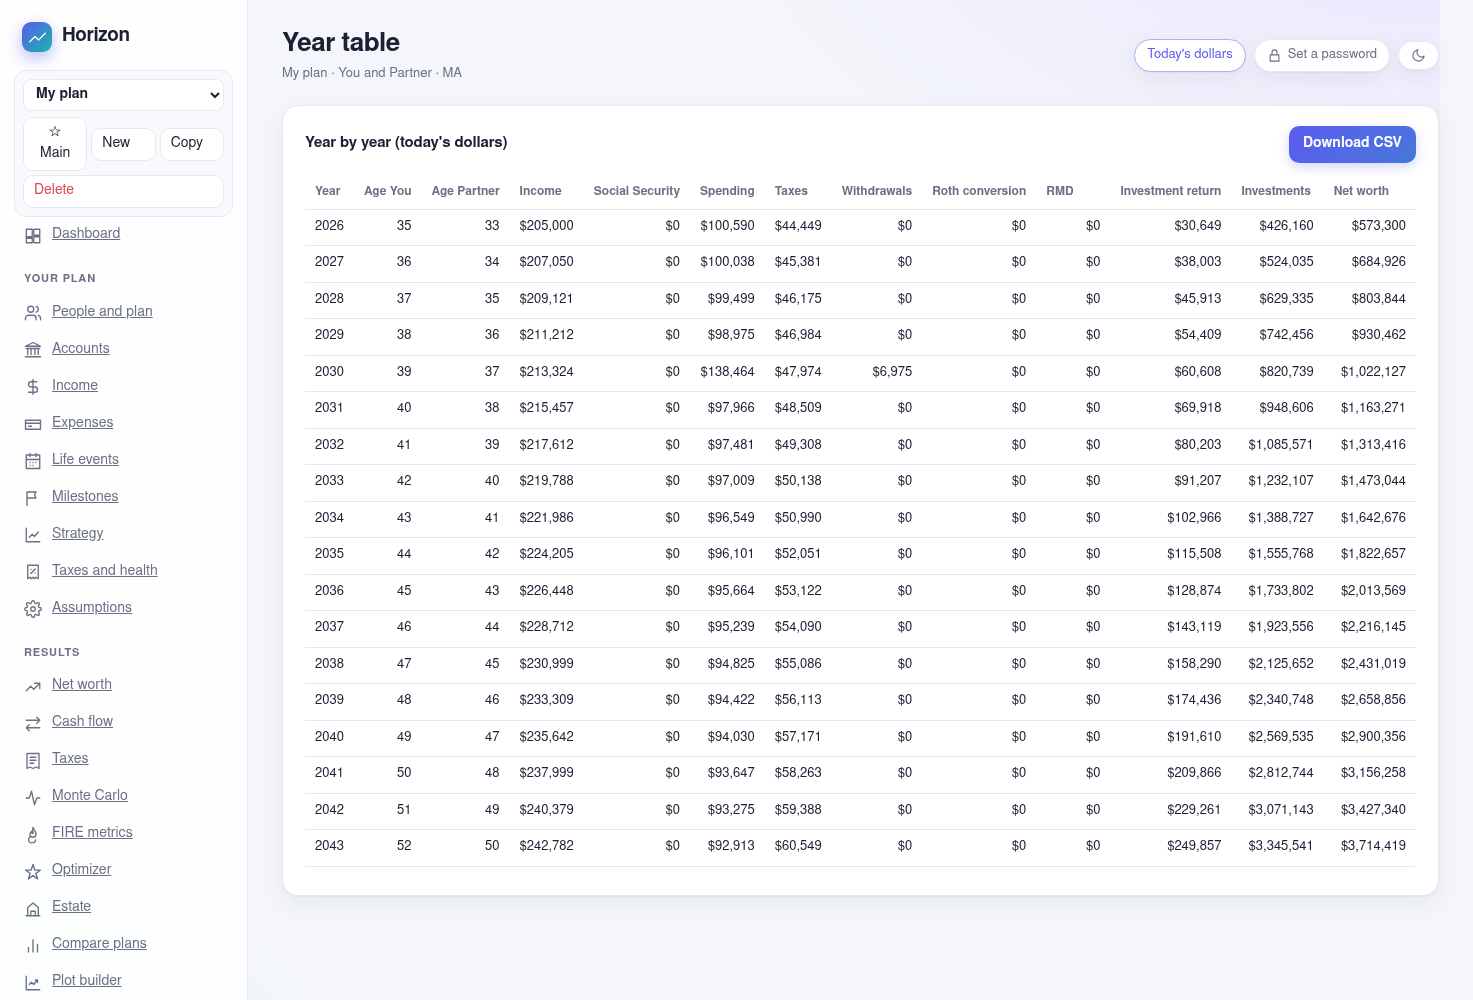 Horizon
My plan
☆ Main
New
Copy
Delete
Dashboard
YOUR PLAN
People and plan
Accounts
Income
Expenses
Life events
Milestones
Strategy
Taxes and health
Assumptions
RESULTS
Net worth
Cash flow
Taxes
Monte Carlo
FIRE metrics
Optimizer
Estate
Compare plans
Plot builder
Year table
My plan · You and Partner · MA
Today's dollars
Set a password
Year by year (today's dollars)
Download CSV
Year Age You Age Partner Income Social Security Spending Taxes Withdrawals Roth conversion RMD Investment return Investments Net worth
2026 35 33 $205,000 $0 $100,590 $44,449 $0 $0 $0 $30,649 $426,160 $573,300
2027 36 34 $207,050 $0 $100,038 $45,381 $0 $0 $0 $38,003 $524,035 $684,926
2028 37 35 $209,121 $0 $99,499 $46,175 $0 $0 $0 $45,913 $629,335 $803,844
2029 38 36 $211,212 $0 $98,975 $46,984 $0 $0 $0 $54,409 $742,456 $930,462
2030 39 37 $213,324 $0 $138,464 $47,974 $6,975 $0 $0 $60,608 $820,739 $1,022,127
2031 40 38 $215,457 $0 $97,966 $48,509 $0 $0 $0 $69,918 $948,606 $1,163,271
2032 41 39 $217,612 $0 $97,481 $49,308 $0 $0 $0 $80,203 $1,085,571 $1,313,416
2033 42 40 $219,788 $0 $97,009 $50,138 $0 $0 $0 $91,207 $1,232,107 $1,473,044
2034 43 41 $221,986 $0 $96,549 $50,990 $0 $0 $0 $102,966 $1,388,727 $1,642,676
2035 44 42 $224,205 $0 $96,101 $52,051 $0 $0 $0 $115,508 $1,555,768 $1,822,657
2036 45 43 $226,448 $0 $95,664 $53,122 $0 $0 $0 $128,874 $1,733,802 $2,013,569
2037 46 44 $228,712 $0 $95,239 $54,090 $0 $0 $0 $143,119 $1,923,556 $2,216,145
2038 47 45 $230,999 $0 $94,825 $55,086 $0 $0 $0 $158,290 $2,125,652 $2,431,019
2039 48 46 $233,309 $0 $94,422 $56,113 $0 $0 $0 $174,436 $2,340,748 $2,658,856
2040 49 47 $235,642 $0 $94,030 $57,171 $0 $0 $0 $191,610 $2,569,535 $2,900,356
2041 50 48 $237,999 $0 $93,647 $58,263 $0 $0 $0 $209,866 $2,812,744 $3,156,258
2042 51 49 $240,379 $0 $93,275 $59,388 $0 $0 $0 $229,261 $3,071,143 $3,427,340
2043 52 50 $242,782 $0 $92,913 $60,549 $0 $0 $0 $249,857 $3,345,541 $3,714,419